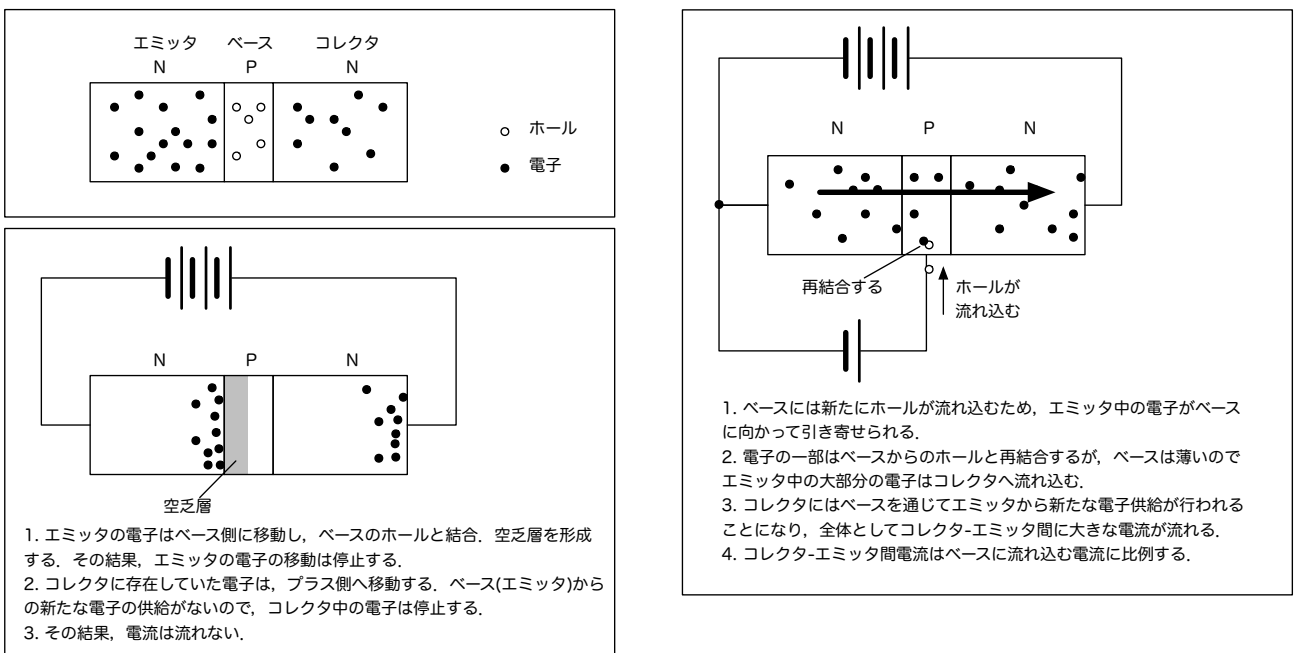 エミッタ ベース コレクタ
N P N
ホール
電子
N P N
空乏層
1. エミッタの電子はベース側に移動し，ベースのホールと結合．空乏層を形成
する．その結果，エミッタの電子の移動は停止する．
2. コレクタに存在していた電子は，プラス側へ移動する．ベース(エミッタ)から
の新たな電子の供給がないので，コレクタ中の電子は停止する．
3. その結果，電流は流れない．
N P N
再結合する
ホールが
流れ込む
1. ベースには新たにホールが流れ込むため，エミッタ中の電子がベース
に向かって引き寄せられる．
2. 電子の一部はベースからのホールと再結合するが，ベースは薄いので
エミッタ中の大部分の電子はコレクタへ流れ込む．
3. コレクタにはベースを通じてエミッタから新たな電子供給が行われる
ことになり，全体としてコレクタ-エミッタ間に大きな電流が流れる．
4. コレクタ-エミッタ間電流はベースに流れ込む電流に比例する．